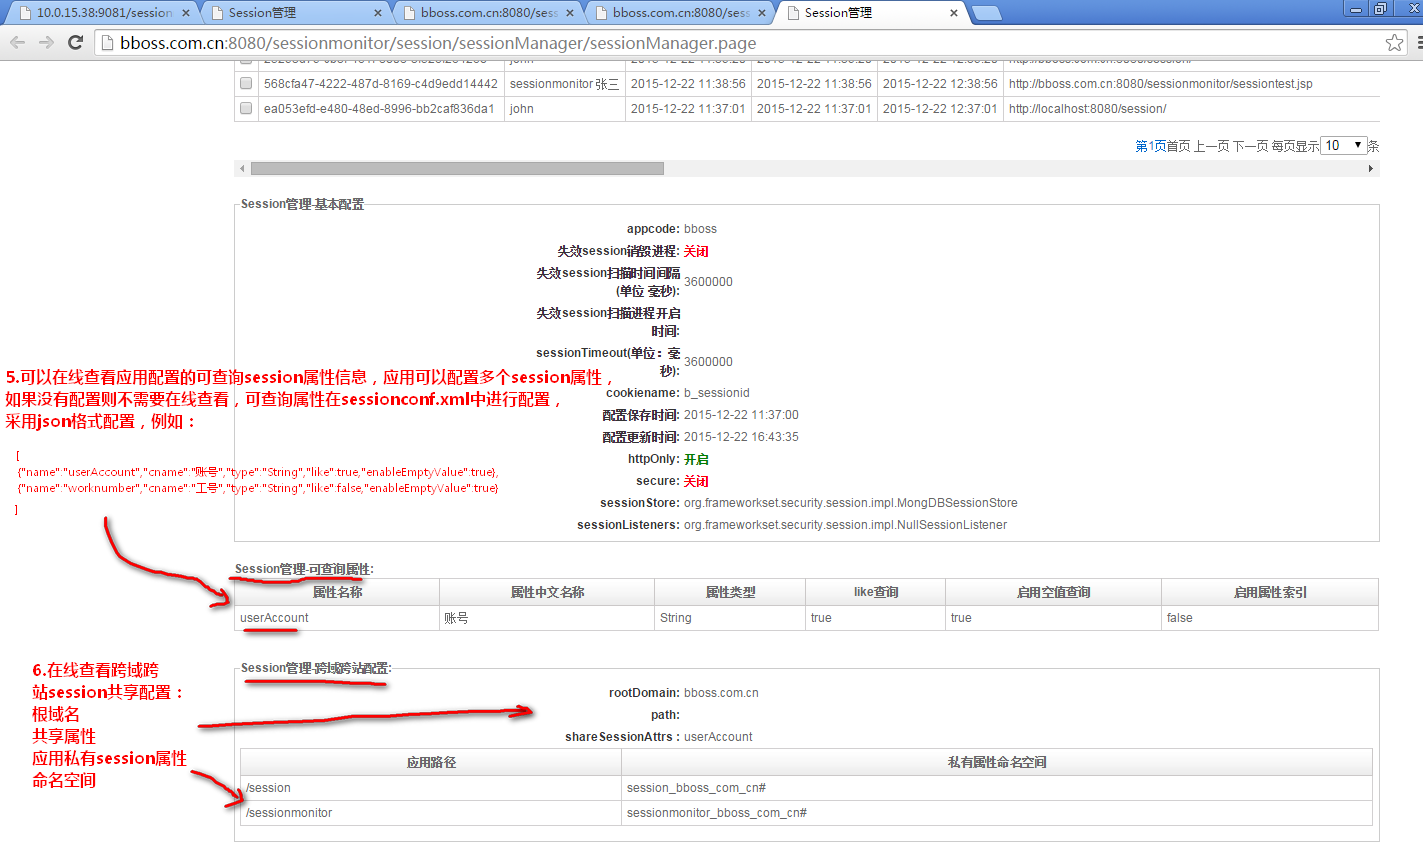 10.0.15.38:9081/session
Session管理
bboss.com.cn:8080/sess
bboss.com.cn:8080/sess
Session管理
bboss.com.cn:8080/sessionmonitor/session/sessionManager/sessionManager.page
568cfa47-4222-487d-8169-c4d9edd14442 sessionmonitor 张三 2015-12-22 11:38:56 2015-12-22 11:38:56 2015-12-22 12:38:56 http://bboss.com.cn:8080/sessionmonitor/sessiontest.jsp
ea053efd-e480-48ed-8996-bb2caf836da1 john 2015-12-22 11:37:01 2015-12-22 11:37:01 2015-12-22 12:37:01 http://localhost:8080/session/
第1页首页 上一页 下一页 每页显示 10 条
Session管理-基本配置
appcode: bboss
失效session销毁进程: 关闭
失效session扫描时间间隔
(单位 毫秒): 3600000
失效session扫描进程开启
时间:
sessionTimeout(单位：毫
秒): 3600000
cookiename: b_sessionid
配置保存时间: 2015-12-22 11:37:00
配置更新时间: 2015-12-22 16:43:35
httpOnly: 开启
secure: 关闭
sessionStore: org.frameworkset.security.session.impl.MongDBSessionStore
sessionListeners: org.frameworkset.security.session.impl.NullSessionListener
5.可以在线查看应用配置的可查询session属性信息，应用可以配置多个session属性，
如果没有配置则不需要在线查看，可查询属性在sessionconf.xml中进行配置，
采用json格式配置，例如：
[
{"name":"userAccount","cname":"账号","type":"String","like":true,"enableEmptyValue":true},
{"name":"worknumber","cname":"工号","type":"String","like":false,"enableEmptyValue":true}
]
Session管理-可查询属性:
属性名称 属性中文名称 属性类型 like查询 启用空值查询 启用属性索引
userAccount 账号 String true true false
6.在线查看跨域跨
站session共享配置：
根域名
共享属性
应用私有session属性
命名空间
Session管理-跨域跨站配置:
rootDomain: bboss.com.cn
path:
shareSessionAttrs : userAccount
应用路径 私有属性命名空间
/session session_bboss_com_cn#
/sessionmonitor sessionmonitor_bboss_com_cn#